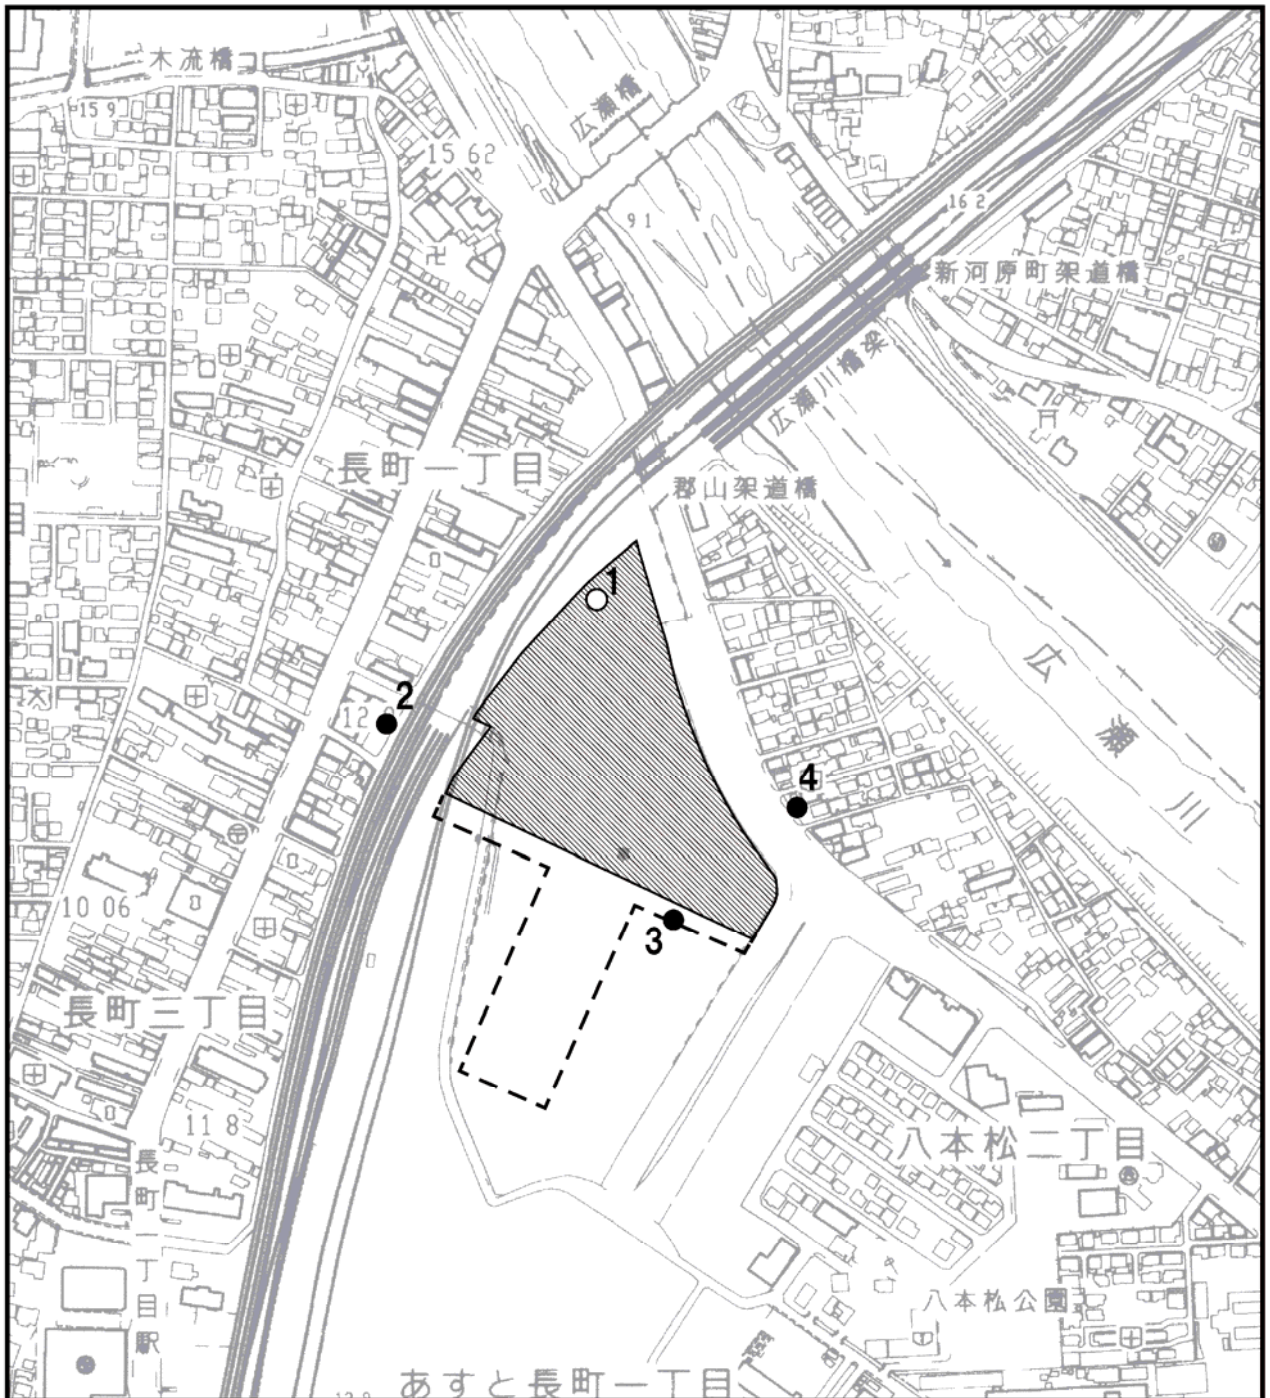 木流橋
広瀬橋
15 9
15 62
9 1
16 2
新河原町架道橋
広瀬川橋梁
長町一丁目
郡山架道橋
1
2
広瀬川
4
3
10 06
長町三丁目
11 8
八本松二丁目
長町一丁目駅
八本松公園
あすと長町一丁目